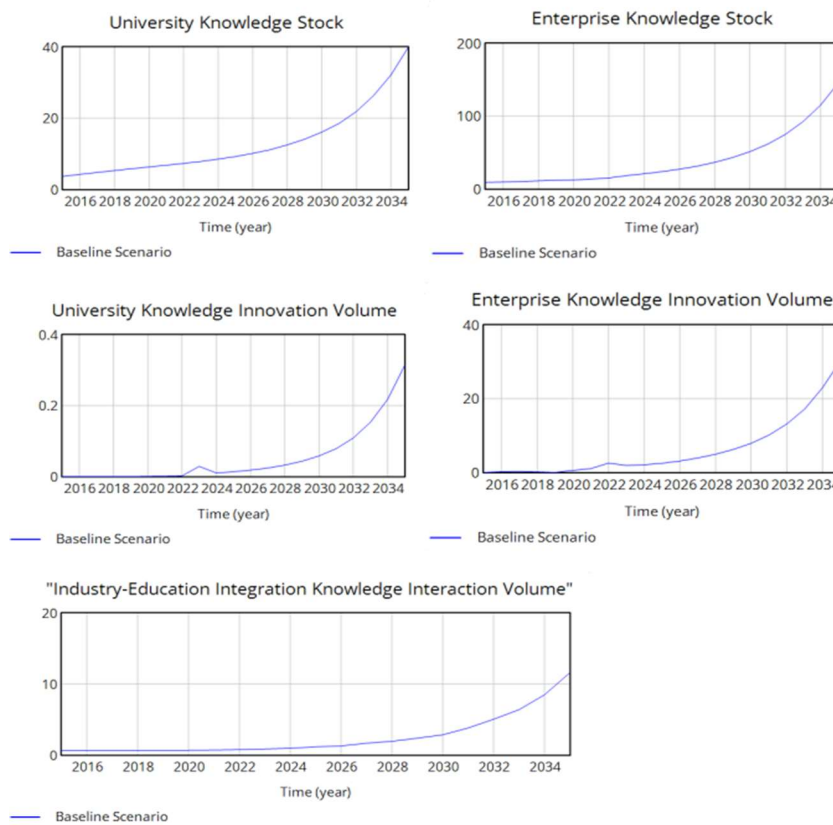 University Knowledge Stock
40
20
0
2016 2018 2020 2022 2024 2026 2028 2030 2032 2034
Time (year)
Baseline Scenario
Enterprise Knowledge Stock
200
100
0
2016 2018 2020 2022 2024 2026 2028 2030 2032 2034
Time (year)
Baseline Scenario
University Knowledge Innovation Volume
0.4
0.2
0
2016 2018 2020 2022 2024 2026 2028 2030 2032 2034
Time (year)
Baseline Scenario
Enterprise Knowledge Innovation Volume
40
20
0
2016 2018 2020 2022 2024 2026 2028 2030 2032 2034
Time (year)
Baseline Scenario
"Industry-Education Integration Knowledge Interaction Volume"
20
10
0
2016 2018 2020 2022 2024 2026 2028 2030 2032 2034
Time (year)
Baseline Scenario